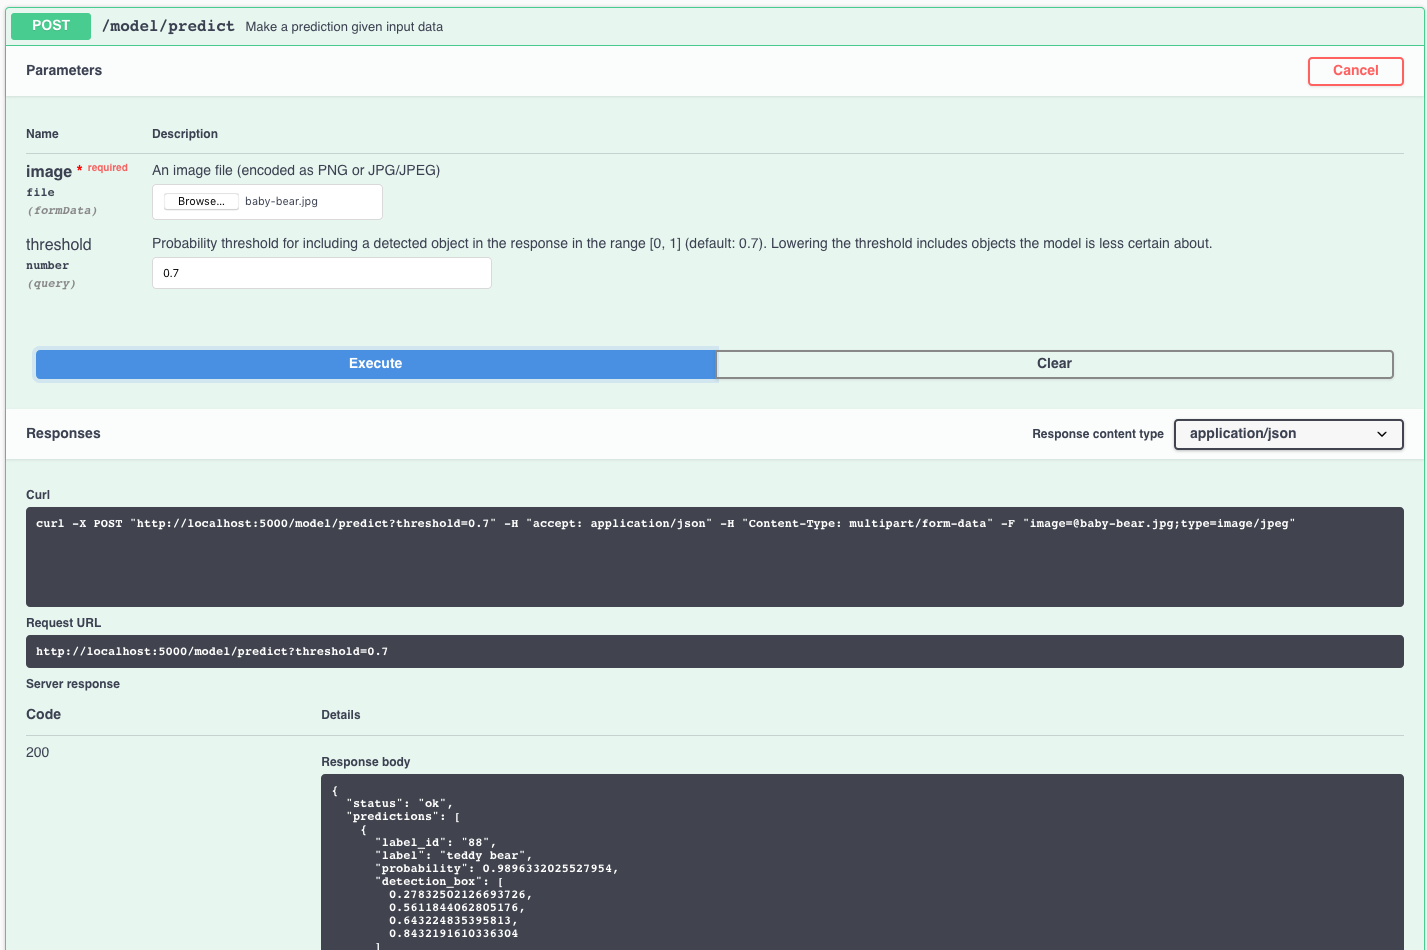 POST /model/predict Make a prediction given input data
Parameters
Cancel
Name Description
image * required An image file (encoded as PNG or JPG/JPEG)
file
(formData)
Browse... baby-bear.jpg
threshold Probability threshold for including a detected object in the response in the range [0, 1] (default: 0.7). Lowering the threshold includes objects the model is less certain about.
number
(query)
0.7
Execute Clear
Responses Response content type application/json
Curl
curl -X POST "http://localhost:5000/model/predict?threshold=0.7" -H "accept: application/json" -H "Content-Type: multipart/form-data" -F "image=@baby-bear.jpg;type=image/jpeg"
Request URL
http://localhost:5000/model/predict?threshold=0.7
Server response
Code Details
200
Response body
{
"status": "ok",
"predictions": [
{
"label_id": "88",
"label": "teddy bear",
"probability": 0.9896332025527954,
"detection_box": [
0.27832502126693726,
0.5611844062805176,
0.643224835395813,
0.8432191610336304
]